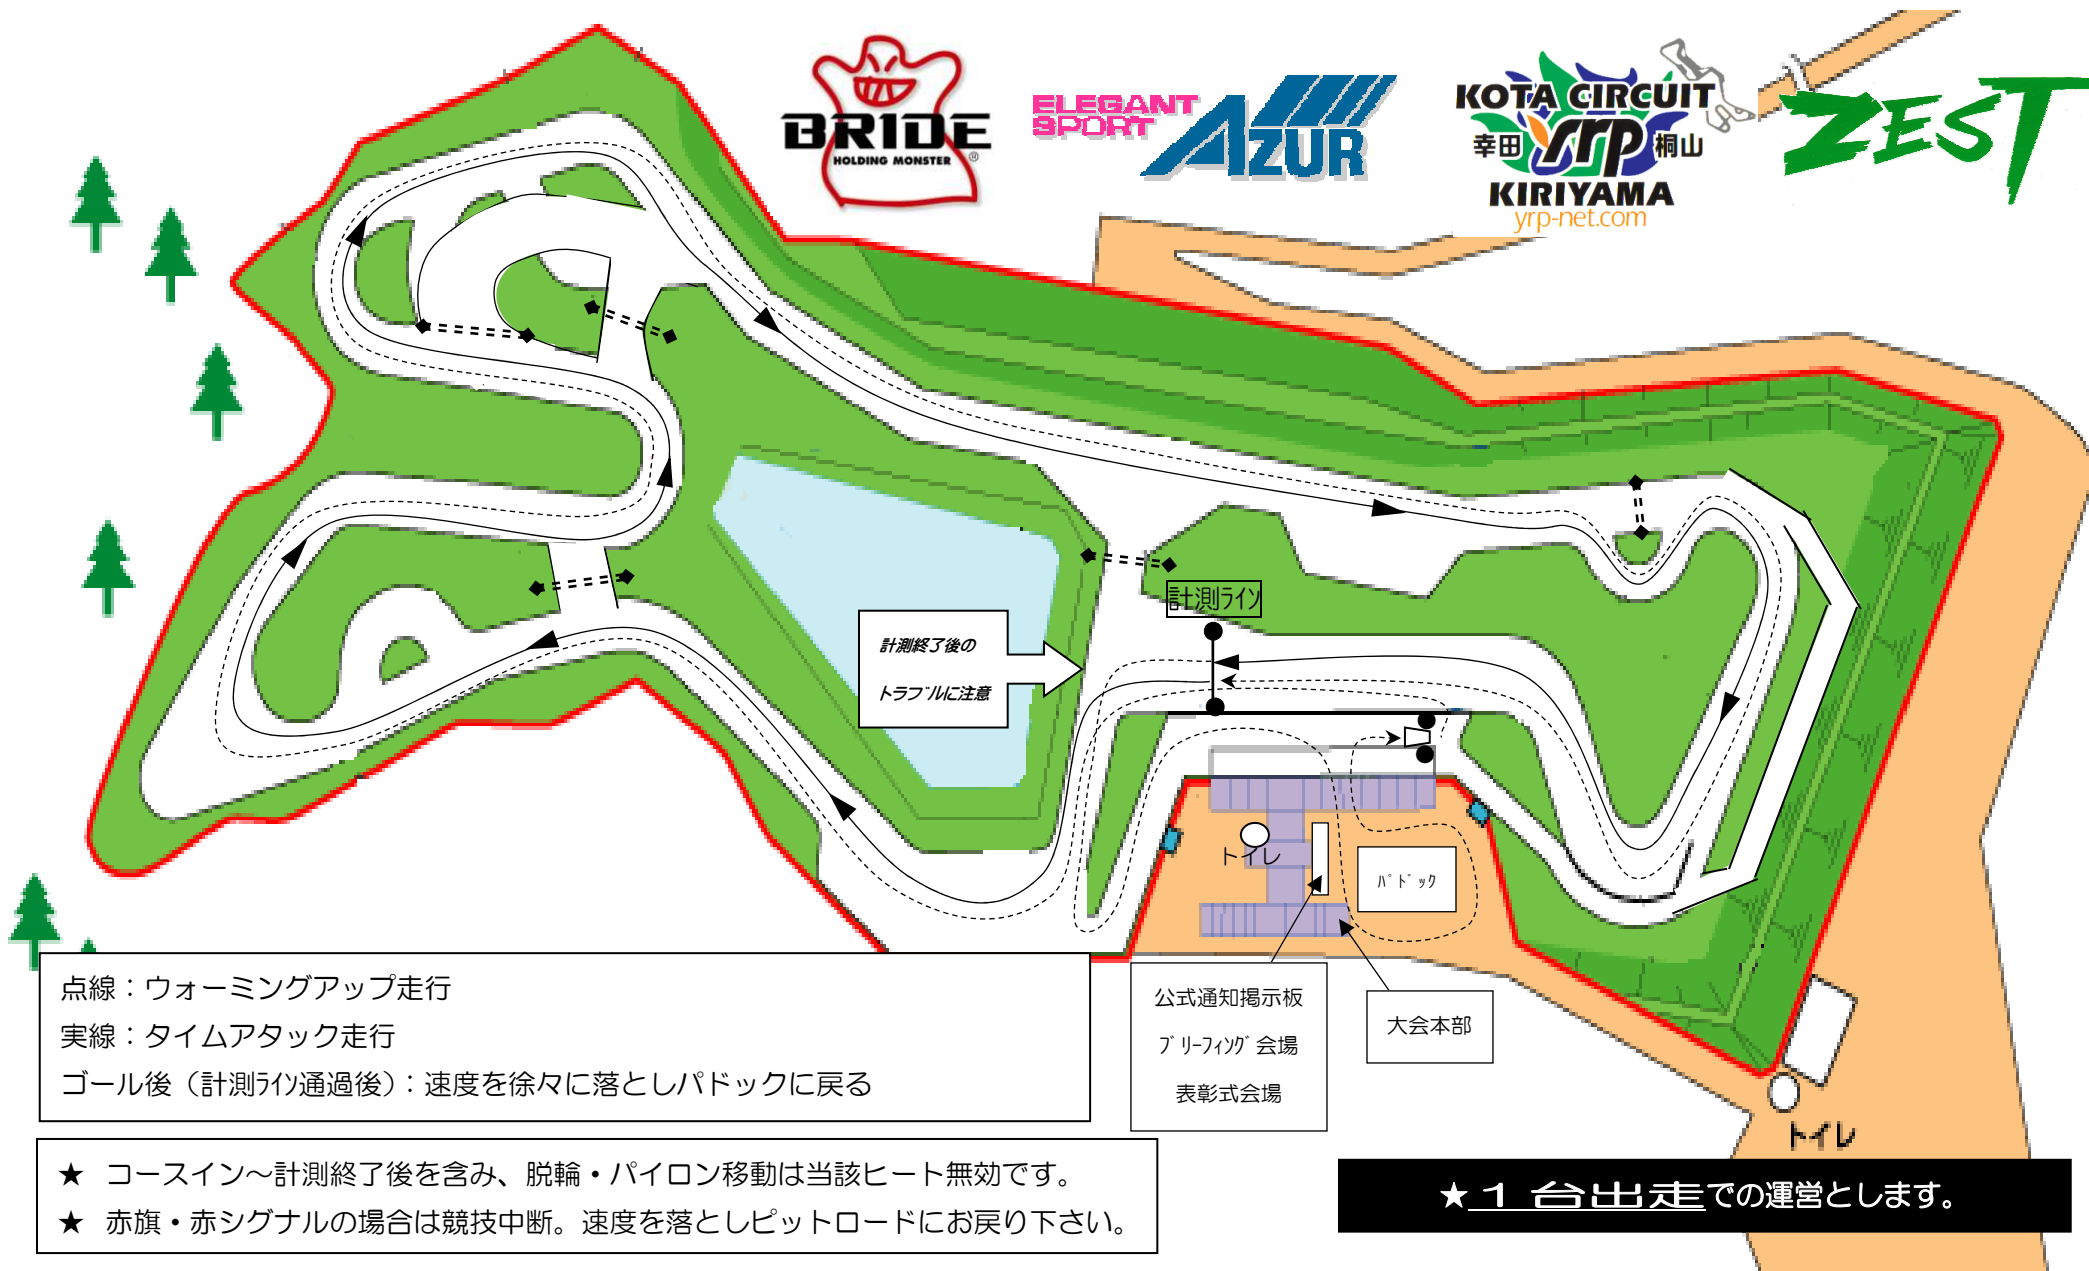 BRIDE
HOLDING MONSTER
®
ELEGANT
SPORT
AZUR
KOTA CIRCUIT
幸田 yrp 桐山
KIRIYAMA
yrp-net.com
ZEST
計測ﾗｲﾝ
計測終了後の
トラブルに注意
トイレ
ﾊﾟﾄﾞｯｸ
公式通知掲示板
ﾌﾞﾘｰﾌｨﾝｸﾞ会場
表彰式会場
大会本部
トイレ
点線：ウォーミングアップ走行
実線：タイムアタック走行
ゴール後（計測ﾗｲﾝ通過後）：速度を徐々に落としパドックに戻る
★ コースイン～計測終了後を含み、脱輪・パイロン移動は当該ヒート無効です。
★ 赤旗・赤シグナルの場合は競技中断。速度を落としピットロードにお戻り下さい。
★１台出走での運営とします。